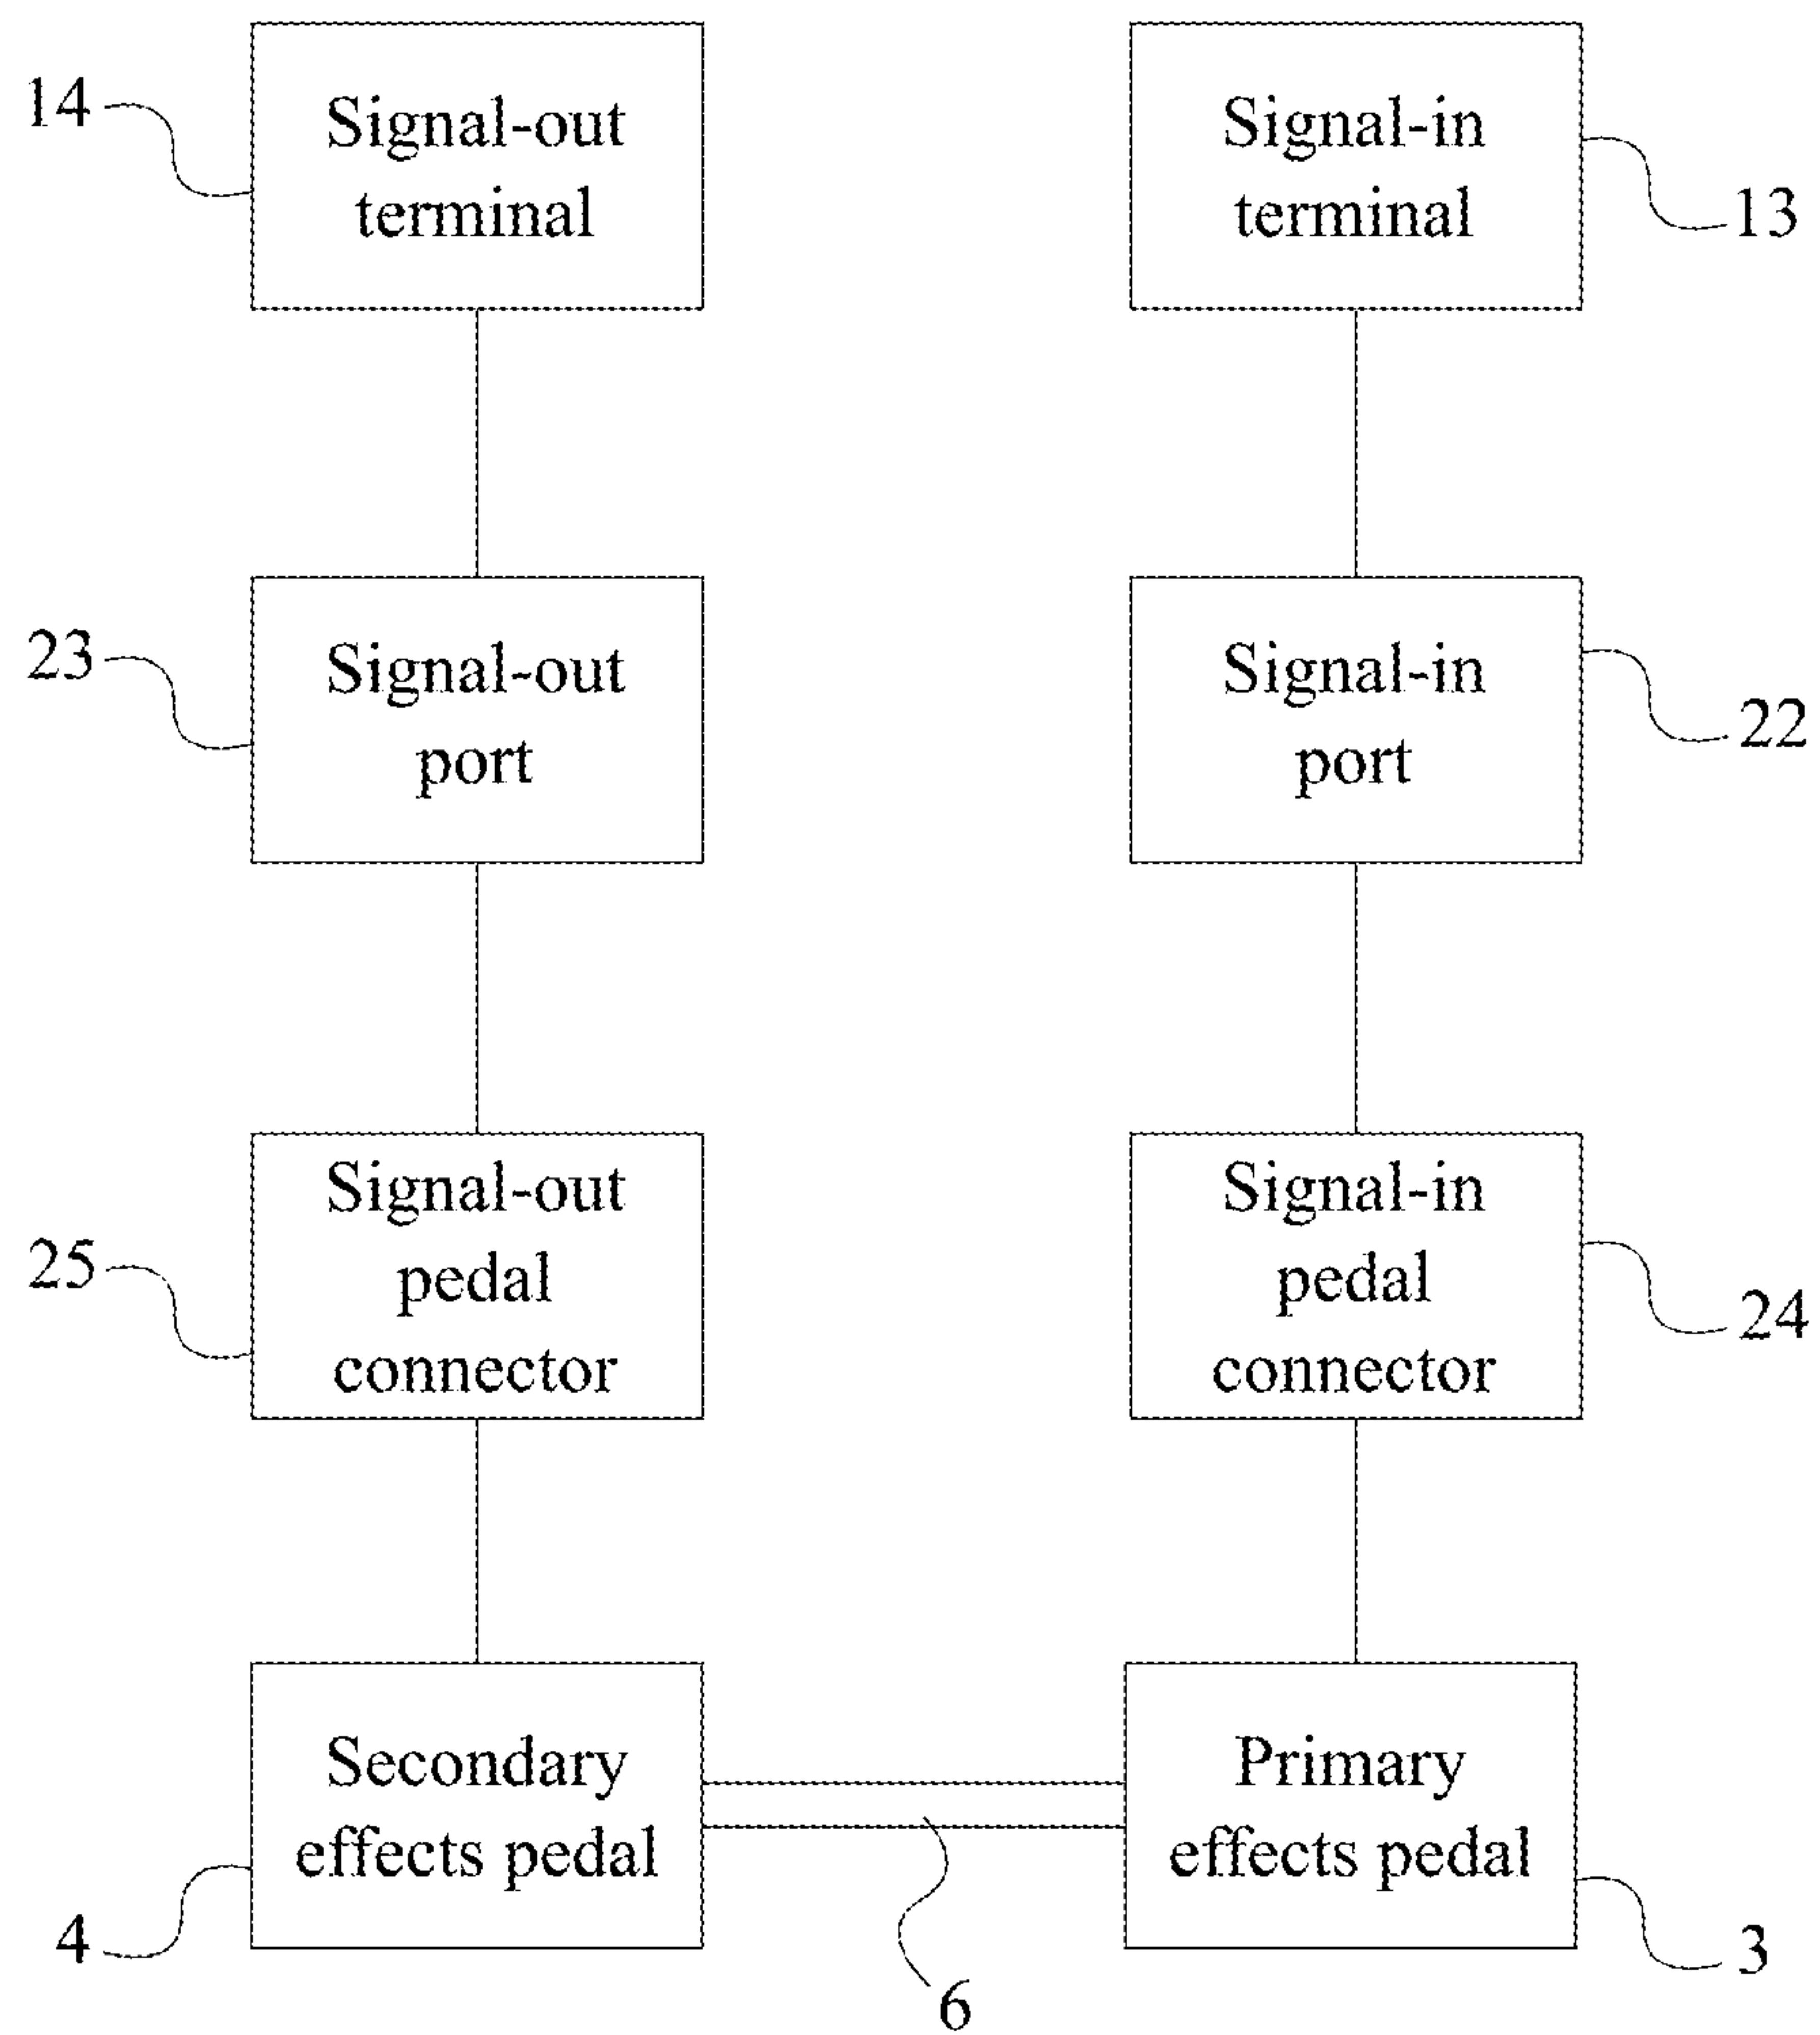 14
Signal-out
terminal
Signal-in
terminal
13
23
Signal-out
port
Signal-in
port
22
25
Signal-out
pedal
connector
Signal-in
pedal
connector
24
Secondary
effects pedal
4
Primary
effects pedal
3
6